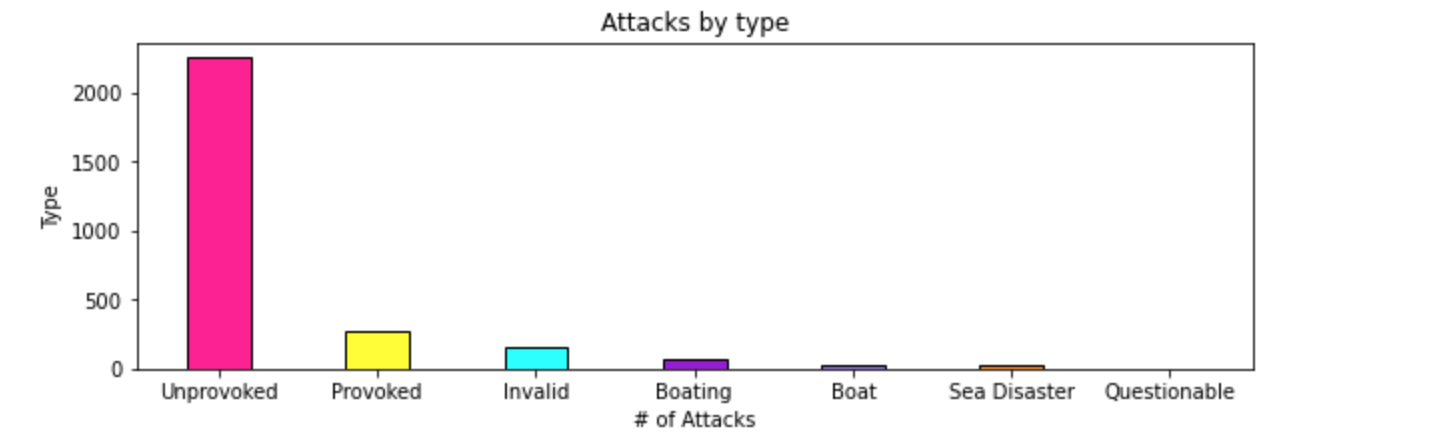 Attacks by type
2000
1500
1000
500
0
Type
Unprovoked Provoked Invalid Boating Boat Sea Disaster Questionable
# of Attacks